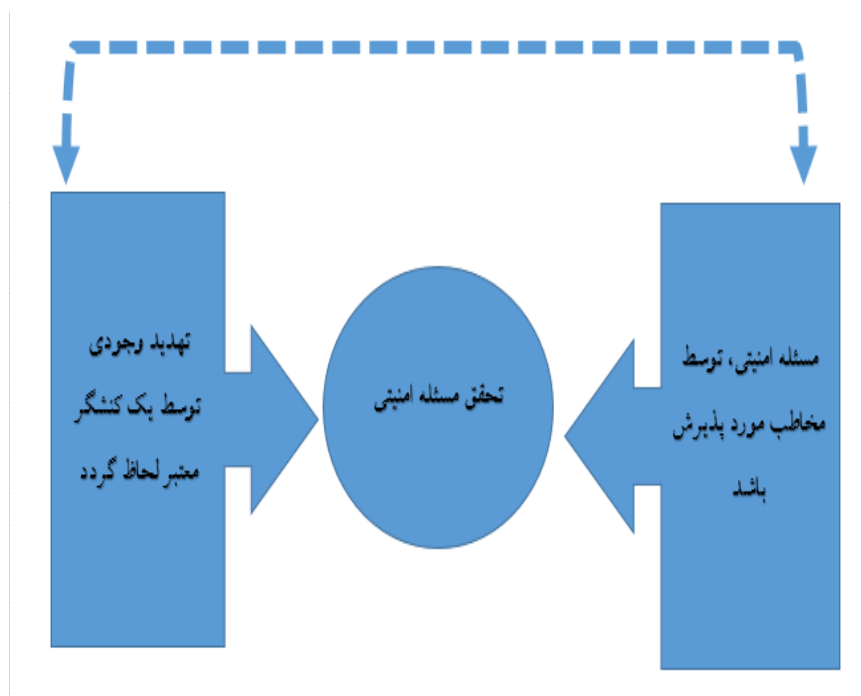 مسئله امنیتی، توسط
مخاطب مورد پذیرش
باشد
تحقق مسئله امنیتی
تهدید وجودی
توسط یک کنشگر
معتبر لحاظ گردد